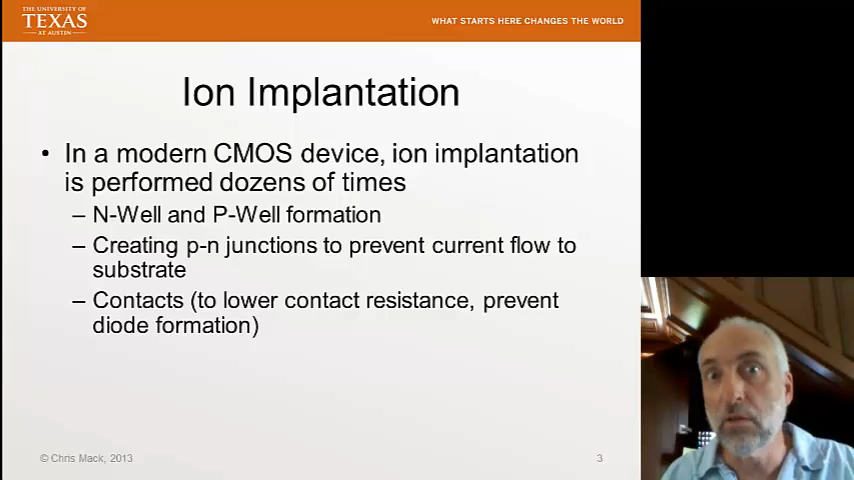 THE UNIVERSITY OF
TEXAS
AT AUSTIN
WHAT STARTS HERE CHANGES THE WORLD
Ion Implantation
• In a modern CMOS device, ion implantation
is performed dozens of times
– N-Well and P-Well formation
– Creating p-n junctions to prevent current flow to
substrate
– Contacts (to lower contact resistance, prevent
diode formation)
© Chris Mack, 2013
3